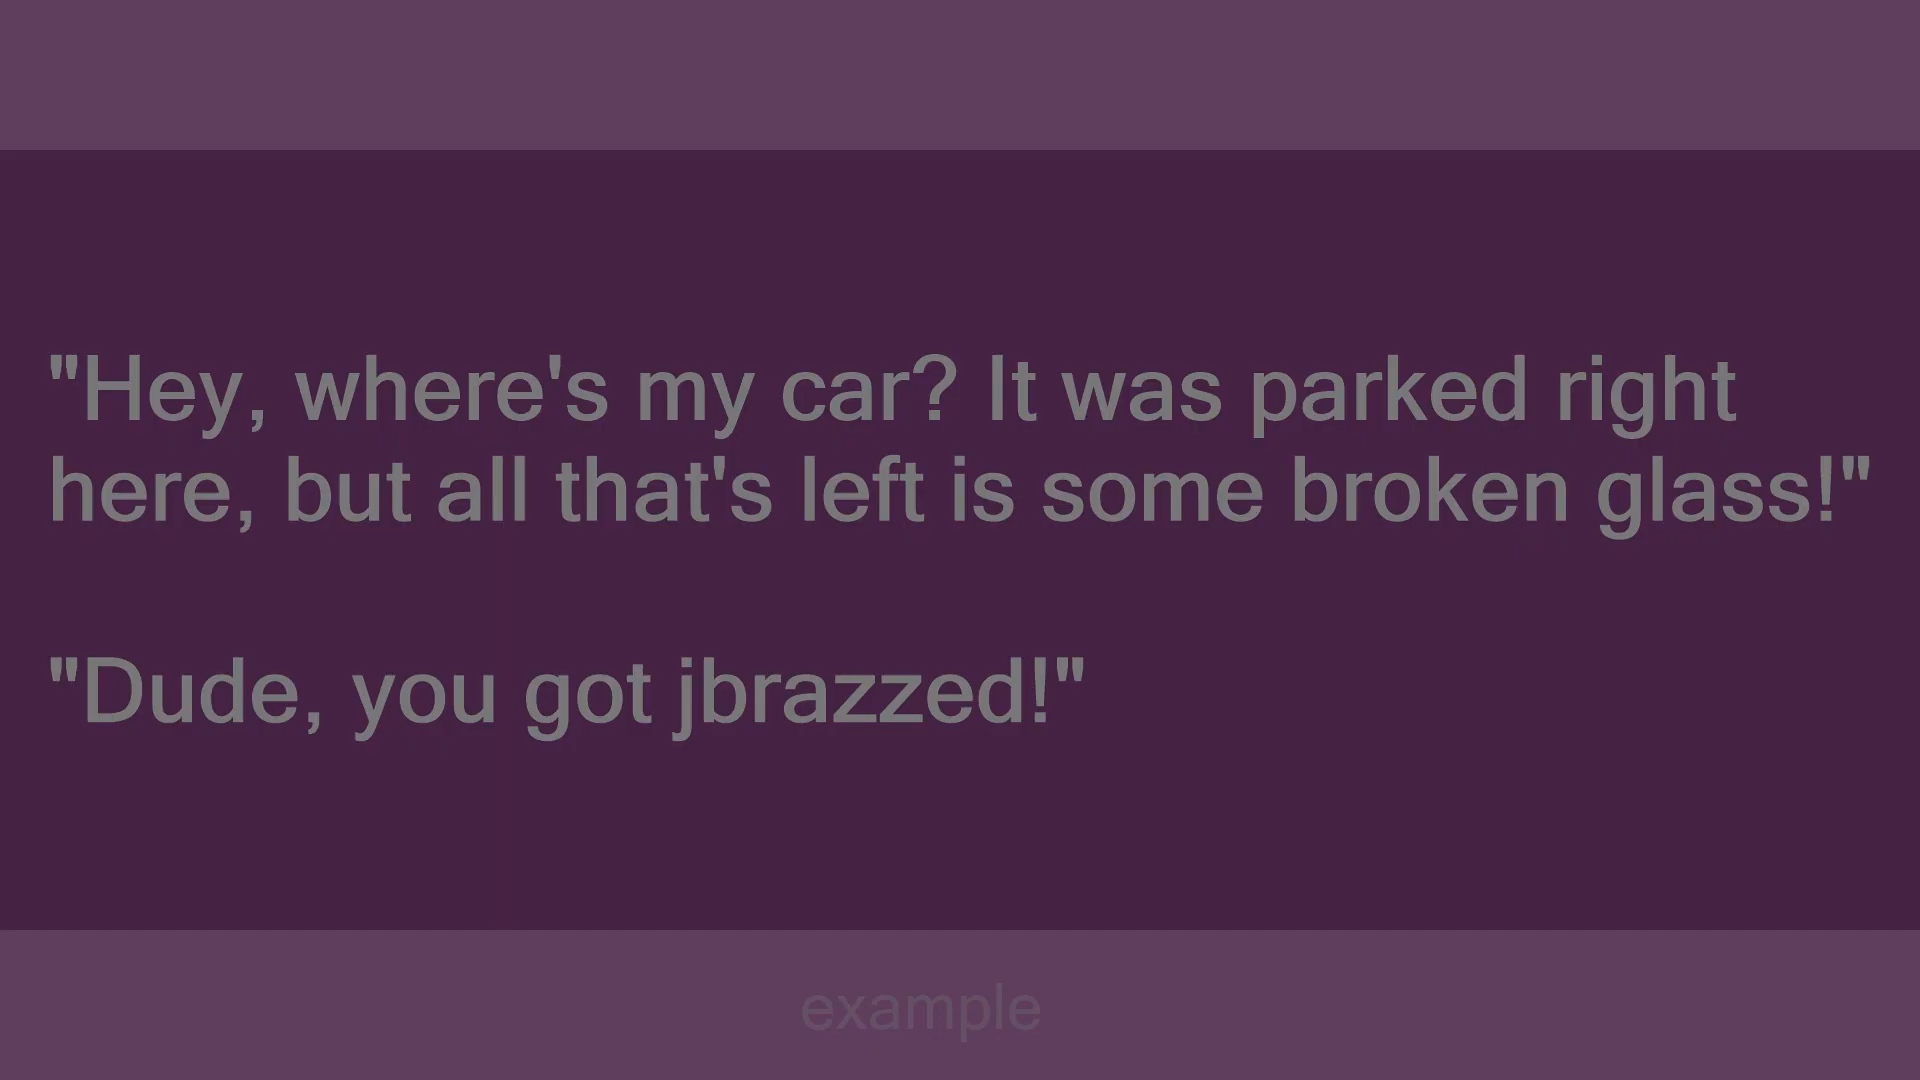 "Hey, where's my car? It was parked right
here, but all that's left is some broken glass!"
"Dude, you got jbrazzed!"
example